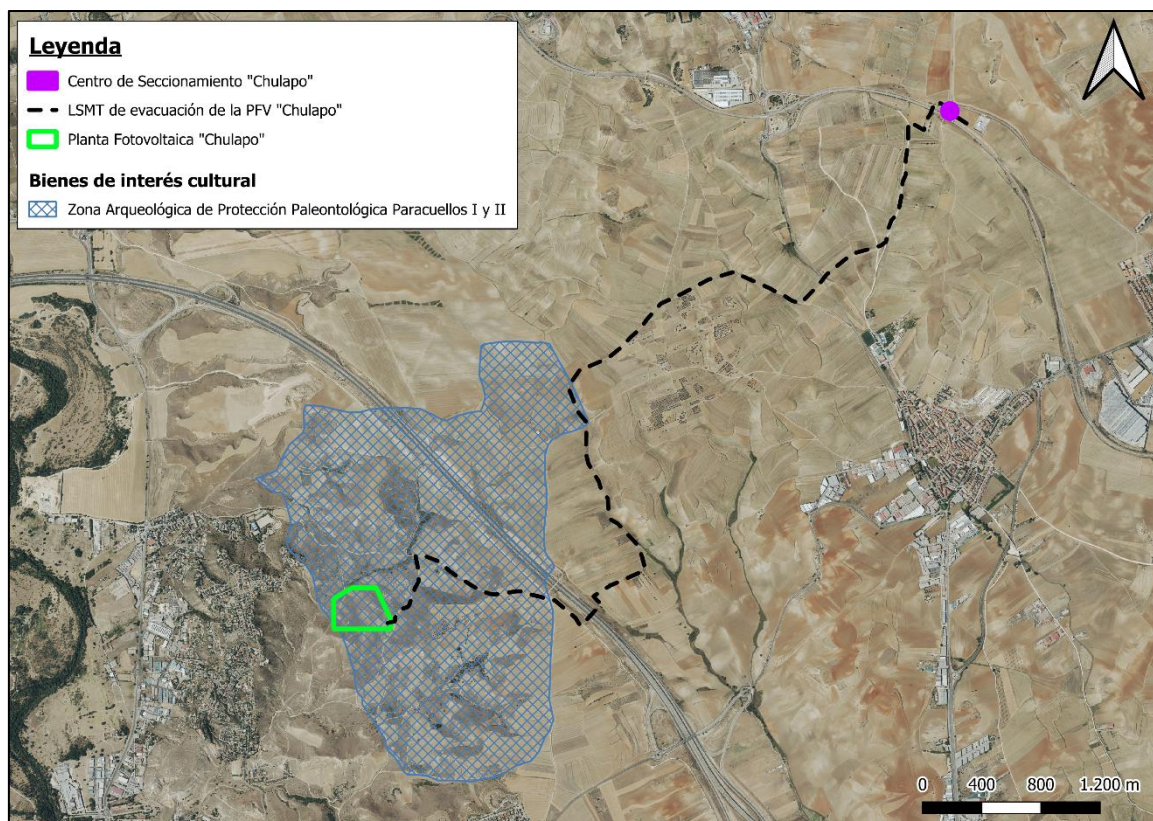 Leyenda
Centro de Seccionamiento "Chulapo"
LSMT de evacuación de la PFV "Chulapo"
Planta Fotovoltaica "Chulapo"
Bienes de interés cultural
Zona Arqueológica de Protección Paleontológica Paracuellos I y II
0 400 800 1.200 m